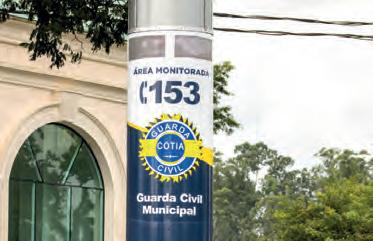 ÁREA MONITORADA
153
GUARDA
COTIA
CIVIL
Guarda Civil
Municipal